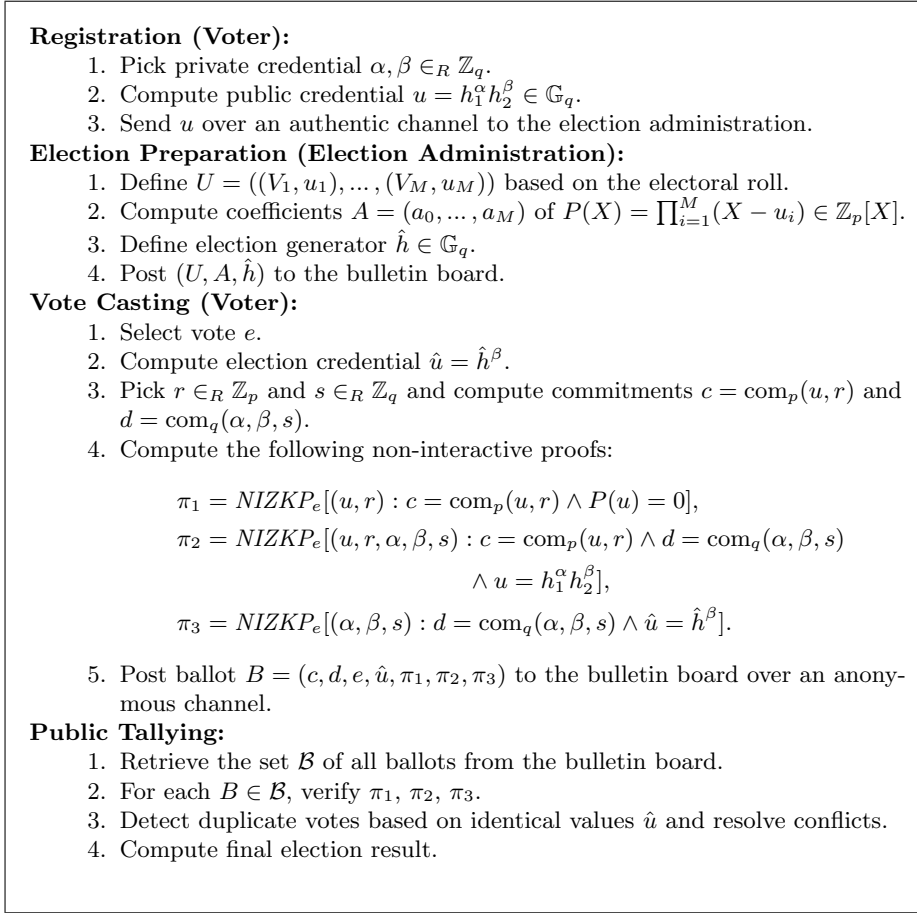 Registration (Voter):
1. Pick private credential α, β ∈_R ℤ_q.
2. Compute public credential u = h_1^α h_2^β ∈ 𝔾_q.
3. Send u over an authentic channel to the election administration.
Election Preparation (Election Administration):
1. Define U = ((V_1, u_1), …, (V_M, u_M)) based on the electoral roll.
2. Compute coefficients A = (a_0, …, a_M) of P(X) = ∏_{i=1}^M (X − u_i) ∈ ℤ_p[X].
3. Define election generator ĥ ∈ 𝔾_q.
4. Post (U, A, ĥ) to the bulletin board.
Vote Casting (Voter):
1. Select vote e.
2. Compute election credential û = ĥ^β.
3. Pick r ∈_R ℤ_p and s ∈_R ℤ_q and compute commitments c = com_p(u, r) and
d = com_q(α, β, s).
4. Compute the following non-interactive proofs:
π_1 = NIZKP_e[(u, r) : c = com_p(u, r) ∧ P(u) = 0],
π_2 = NIZKP_e[(u, r, α, β, s) : c = com_p(u, r) ∧ d = com_q(α, β, s)
∧ u = h_1^α h_2^β],
π_3 = NIZKP_e[(α, β, s) : d = com_q(α, β, s) ∧ û = ĥ^β].
5. Post ballot B = (c, d, e, û, π_1, π_2, π_3) to the bulletin board over an anony-
mous channel.
Public Tallying:
1. Retrieve the set ℬ of all ballots from the bulletin board.
2. For each B ∈ ℬ, verify π_1, π_2, π_3.
3. Detect duplicate votes based on identical values û and resolve conflicts.
4. Compute final election result.